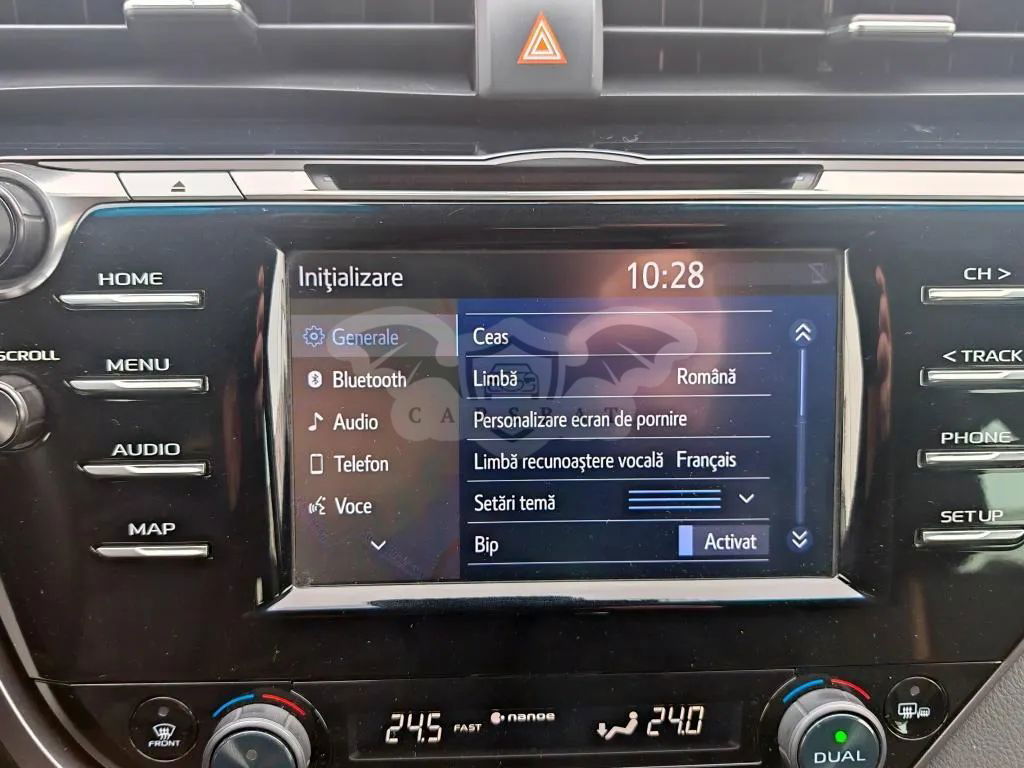 Inițializare
10:28
HOME
CH >
Generale
Ceas
SCROLL
MENU
< TRACK
Bluetooth
Limbă
Română
CARSBAT
Audio
Personalizare ecran de pornire
AUDIO
PHONE
Telefon
Limbă recunoaștere vocală
Français
Voce
Setări temă
MAP
SETUP
Bip
Activat
FRONT
24.5
FAST
nanoe
24.0
DUAL